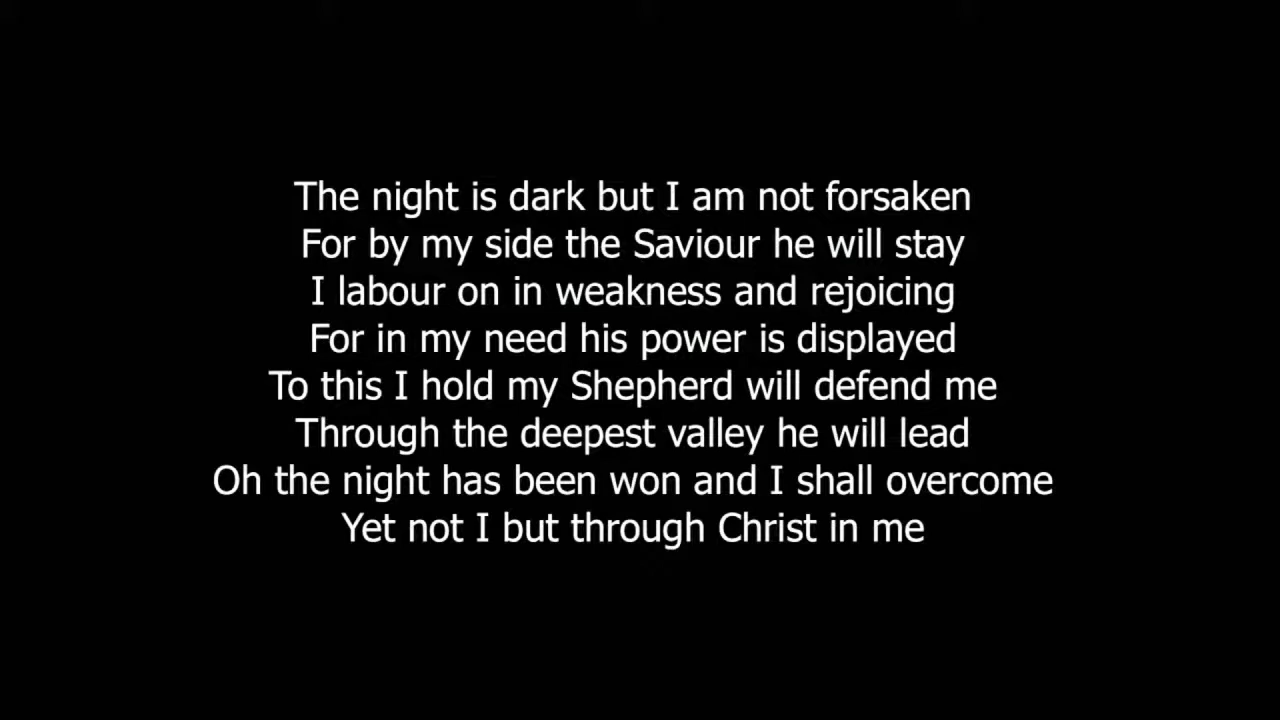 The night is dark but I am not forsaken
For by my side the Saviour he will stay
I labour on in weakness and rejoicing
For in my need his power is displayed
To this I hold my Shepherd will defend me
Through the deepest valley he will lead
Oh the night has been won and I shall overcome
Yet not I but through Christ in me